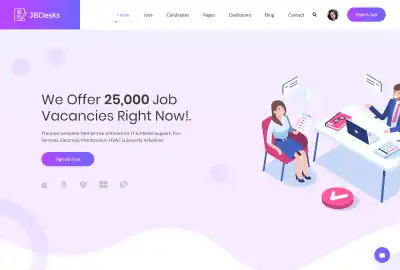 JBDesks
Home Jobs Candidates Pages Dashboard Blog Contact
Post A Job
We Offer 25,000 Job
Vacancies Right Now!.
The most complete field service software for IT & Mobile Support, Fire,
Services, Electrical, Maintenance, HVAC & Security Industries
Sign Up Free